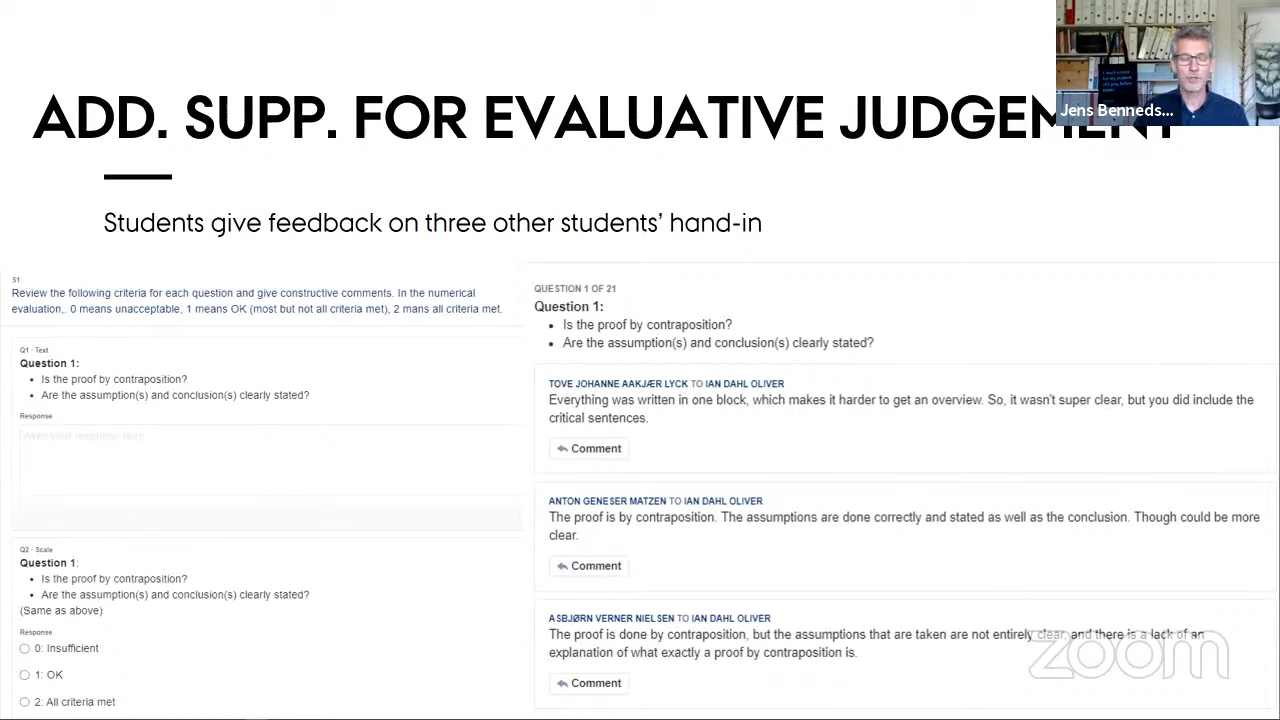 ADD. SUPP. FOR EVALUATIVE JUDGEMENT
Jens Benneds...
Students give feedback on three other students' hand-in
S1
Review the following criteria for each question and give constructive comments. In the numerical
evaluation,. 0 means unacceptable, 1 means OK (most but not all criteria met), 2 mans all criteria met.
Q1 - Text
Question 1:
• Is the proof by contraposition?
• Are the assumption(s) and conclusion(s) clearly stated?
Response
Q2 - Scale
Question 1:
• Is the proof by contraposition?
• Are the assumption(s) and conclusion(s) clearly stated?
(Same as above)
Response
0: Insufficient
1: OK
2: All criteria met
QUESTION 1 OF 21
Question 1:
• Is the proof by contraposition?
• Are the assumption(s) and conclusion(s) clearly stated?
TOVE JOHANNE AAKJÆR LYCK TO IAN DAHL OLIVER
Everything was written in one block, which makes it harder to get an overview. So, it wasn't super clear, but you did include the
critical sentences.
Comment
ANTON GENESER MATZEN TO IAN DAHL OLIVER
The proof is by contraposition. The assumptions are done correctly and stated as well as the conclusion. Though could be more
clear.
Comment
ASBJØRN VERNER NIELSEN TO IAN DAHL OLIVER
The proof is done by contraposition, but the assumptions that are taken are not entirely clear, and there is a lack of an
explanation of what exactly a proof by contraposition is.
Comment
zoom